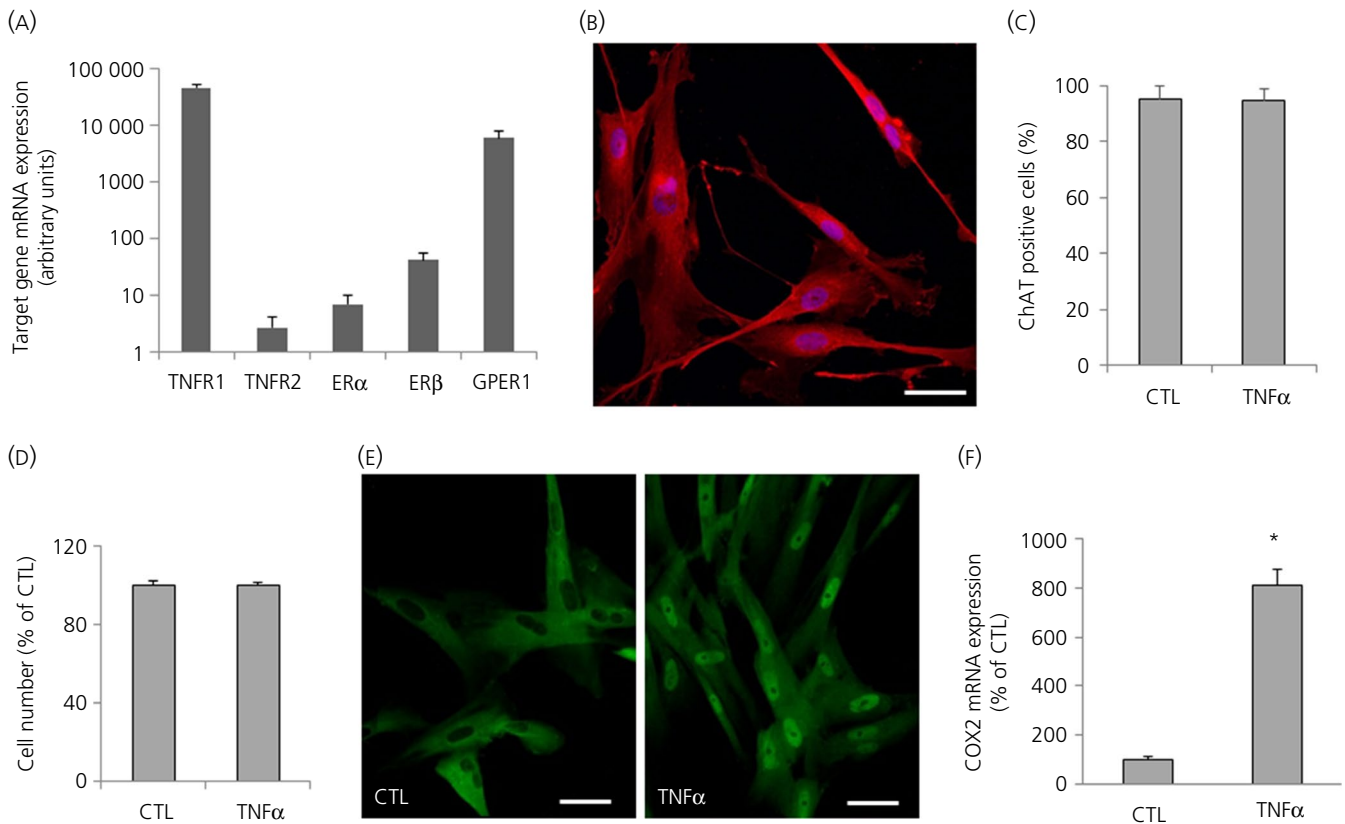 (A)
Target gene mRNA expression
(arbitrary units)
100 000
10 000
1000
100
10
1
TNFR1 TNFR2 ERα ERβ GPER1
(B)
(C)
ChAT positive cells (%)
100
80
60
40
20
0
CTL TNFα
(D)
Cell number (% of CTL)
120
80
40
0
CTL TNFα
(E)
CTL
TNFα
(F)
COX2 mRNA expression
(% of CTL)
1000
800
600
400
200
0
*
CTL TNFα